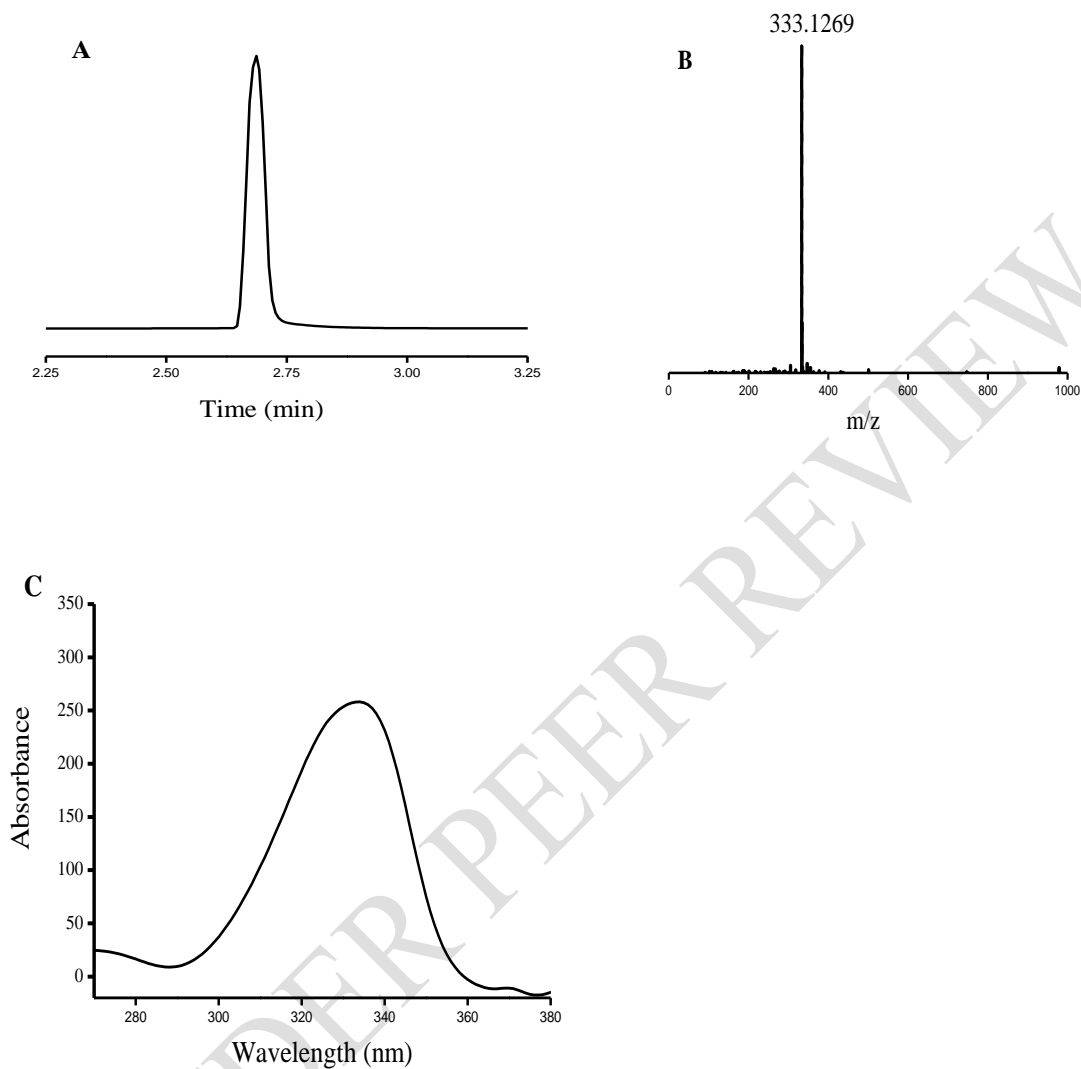 A
2.25 2.50 2.75 3.00 3.25
Time (min)
333.1269
B
0 200 400 600 800 1000
m/z
C
350
300
250
200
150
100
50
0
Absorbance
280 300 320 340 360 380
Wavelength (nm)
DER PEER REVIEW